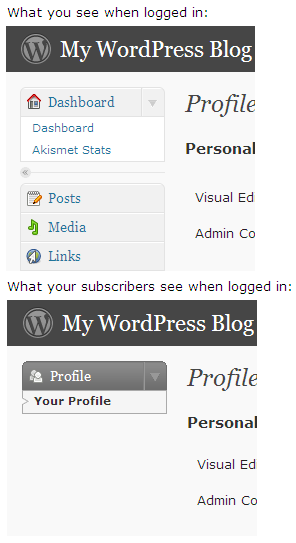 What you see when logged in:
My WordPress Blog
Dashboard
Profile
Dashboard
Personal
Akismet Stats
Visual Ed
Posts
Media
Admin Co
Links
What your subscribers see when logged in:
My WordPress Blog
Profile
Profile
Your Profile
Personal
Visual Ed
Admin Co